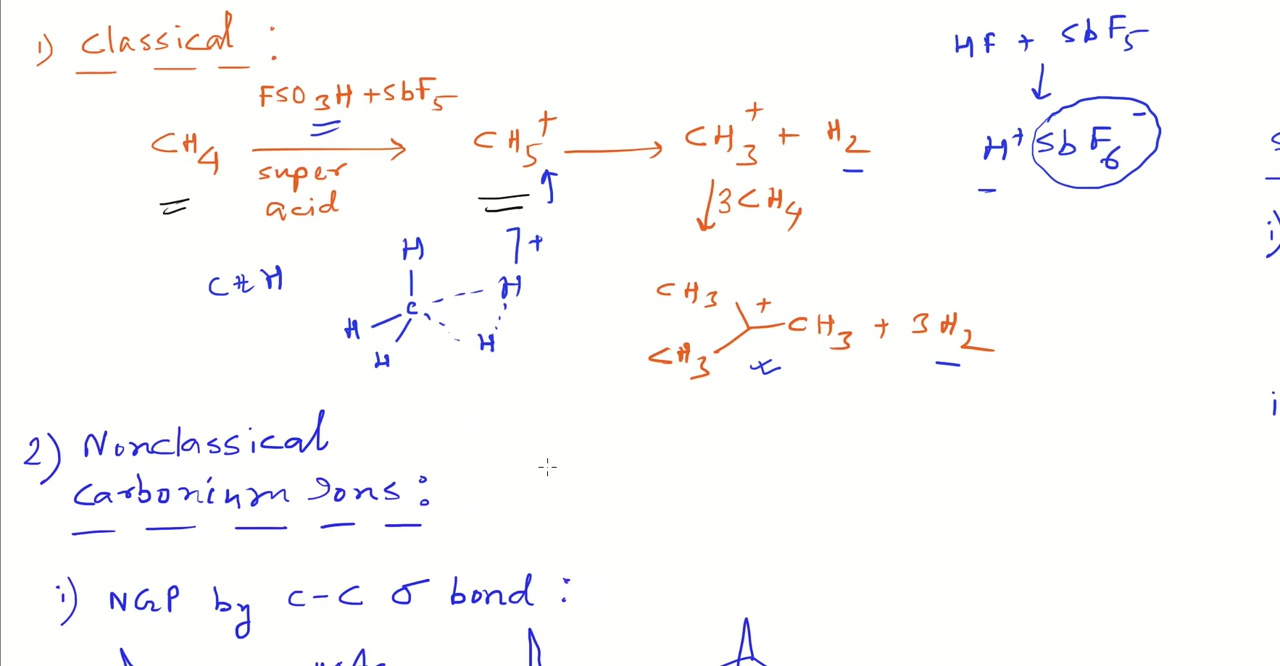 1) Classical :
HF + SbF5
FSO3H + SbF5
CH4 → CH5+ → CH3+ + H2
super
acid
H+ SbF6-
↓ 3CH4
H ⁊+
C H H
C H
H H
H
CH3 +
CH3 CH3 + 3H2
2) Nonclassical
Carbonium Ions :
i) NGP by C-C σ bond :
i)
i